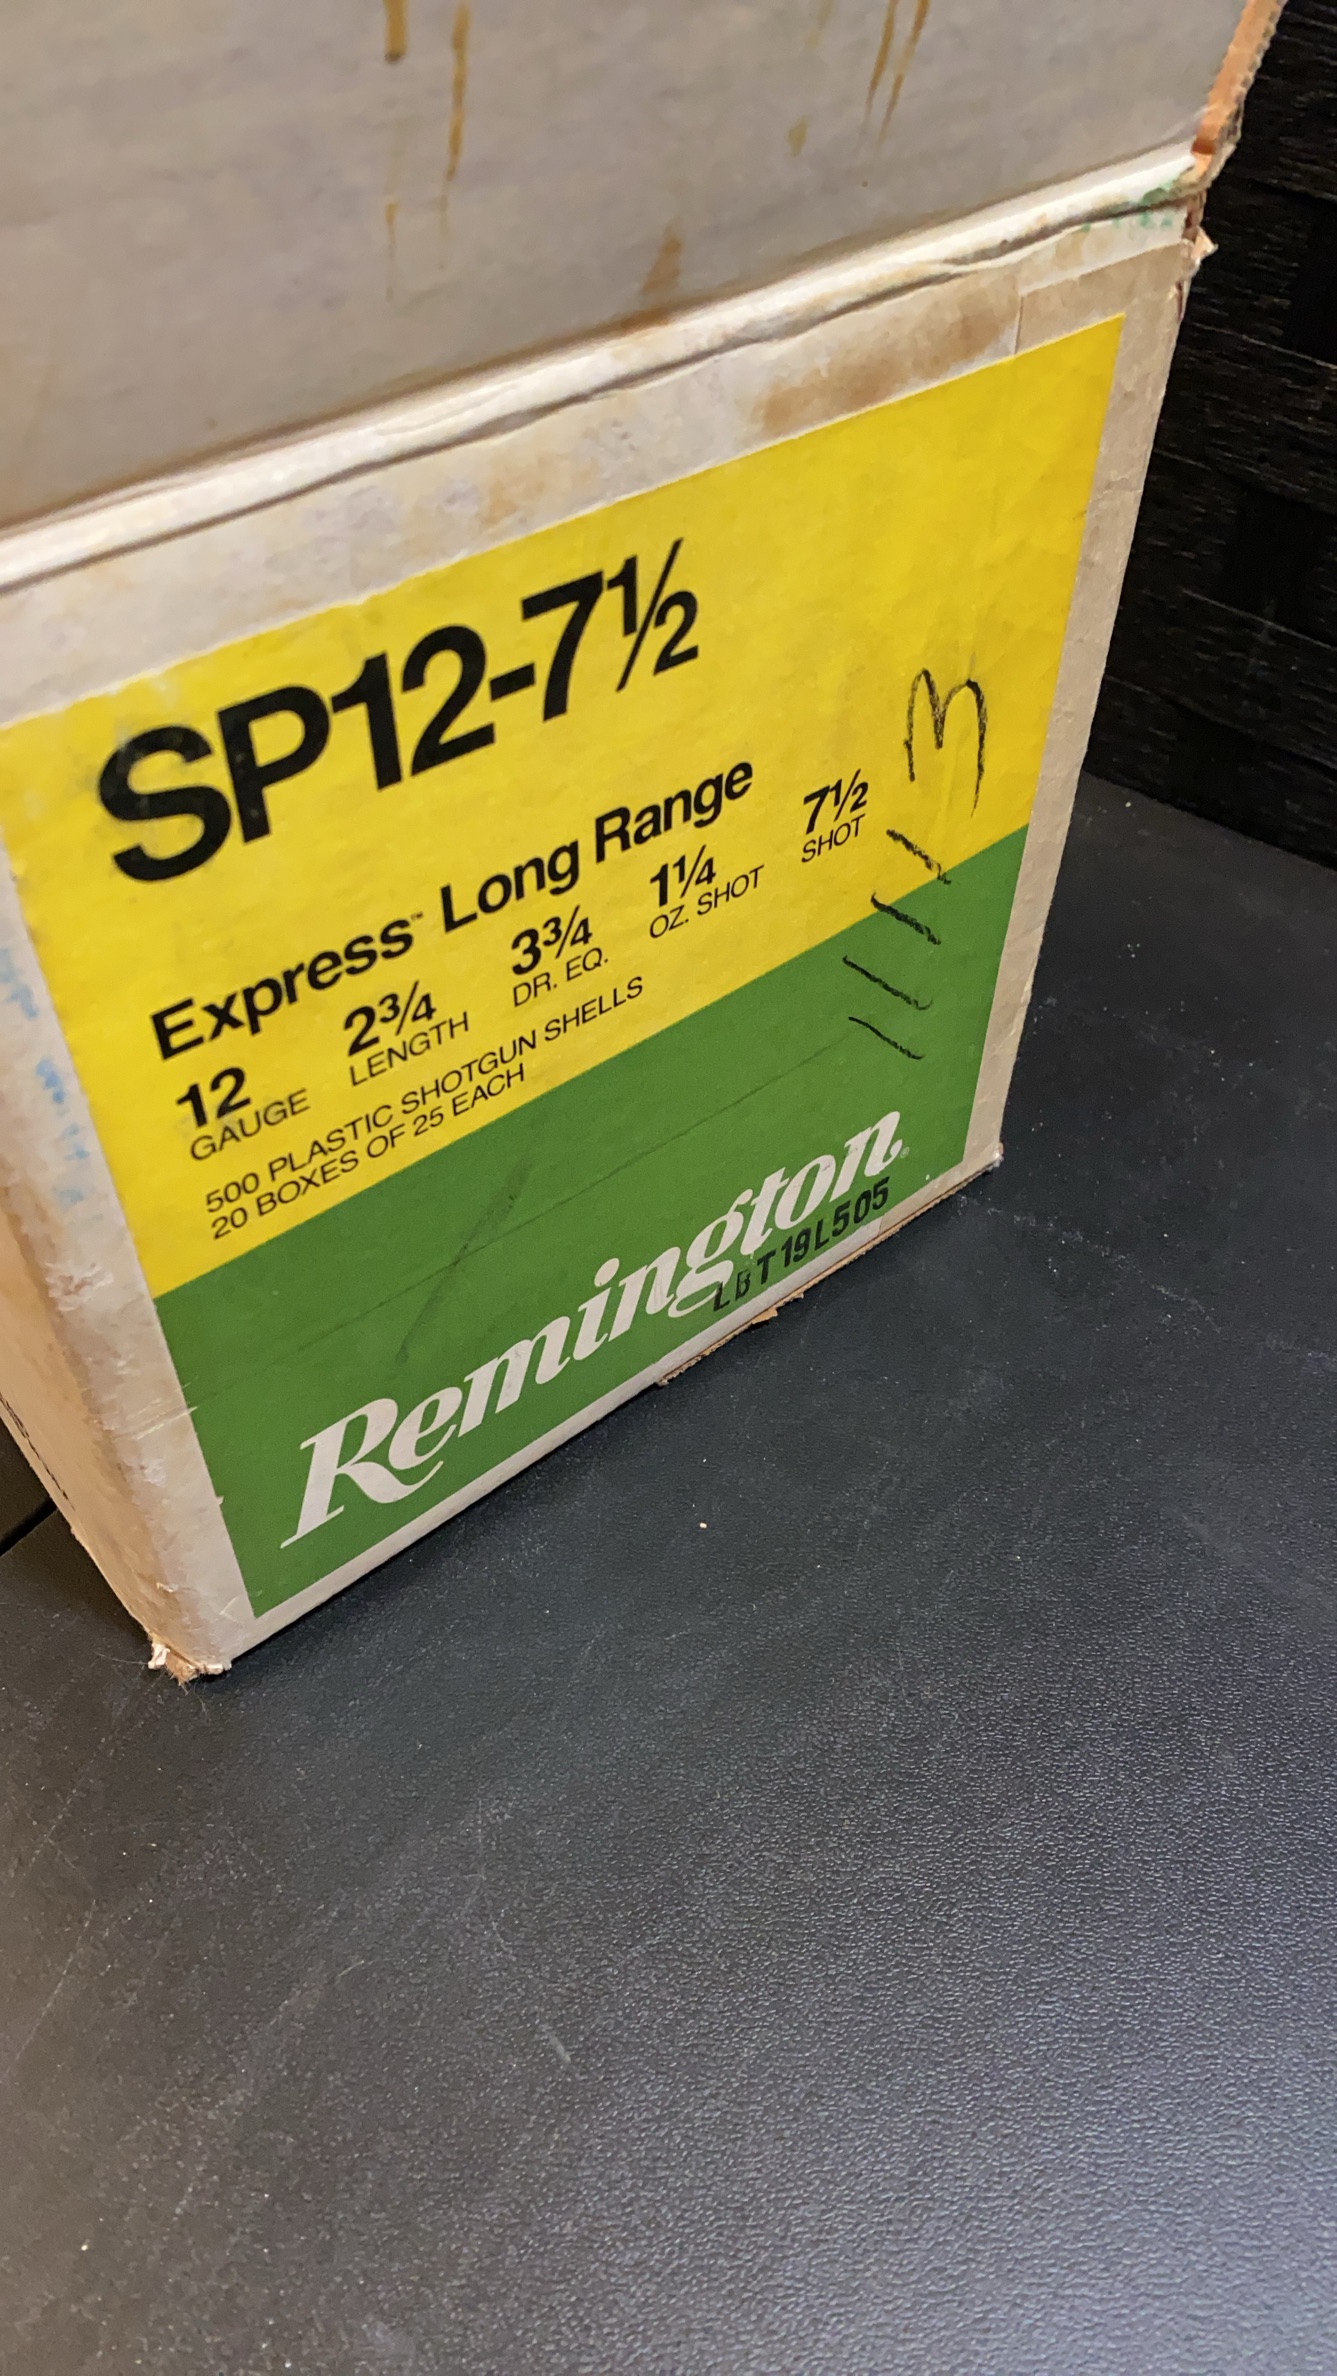 SP12-7½
Express™ Long Range
12 2¾ 3¾ 1¼ 7½
GAUGE LENGTH DR. EQ. OZ. SHOT SHOT
500 PLASTIC SHOTGUN SHELLS
20 BOXES OF 25 EACH
Remington®
LBT19L505